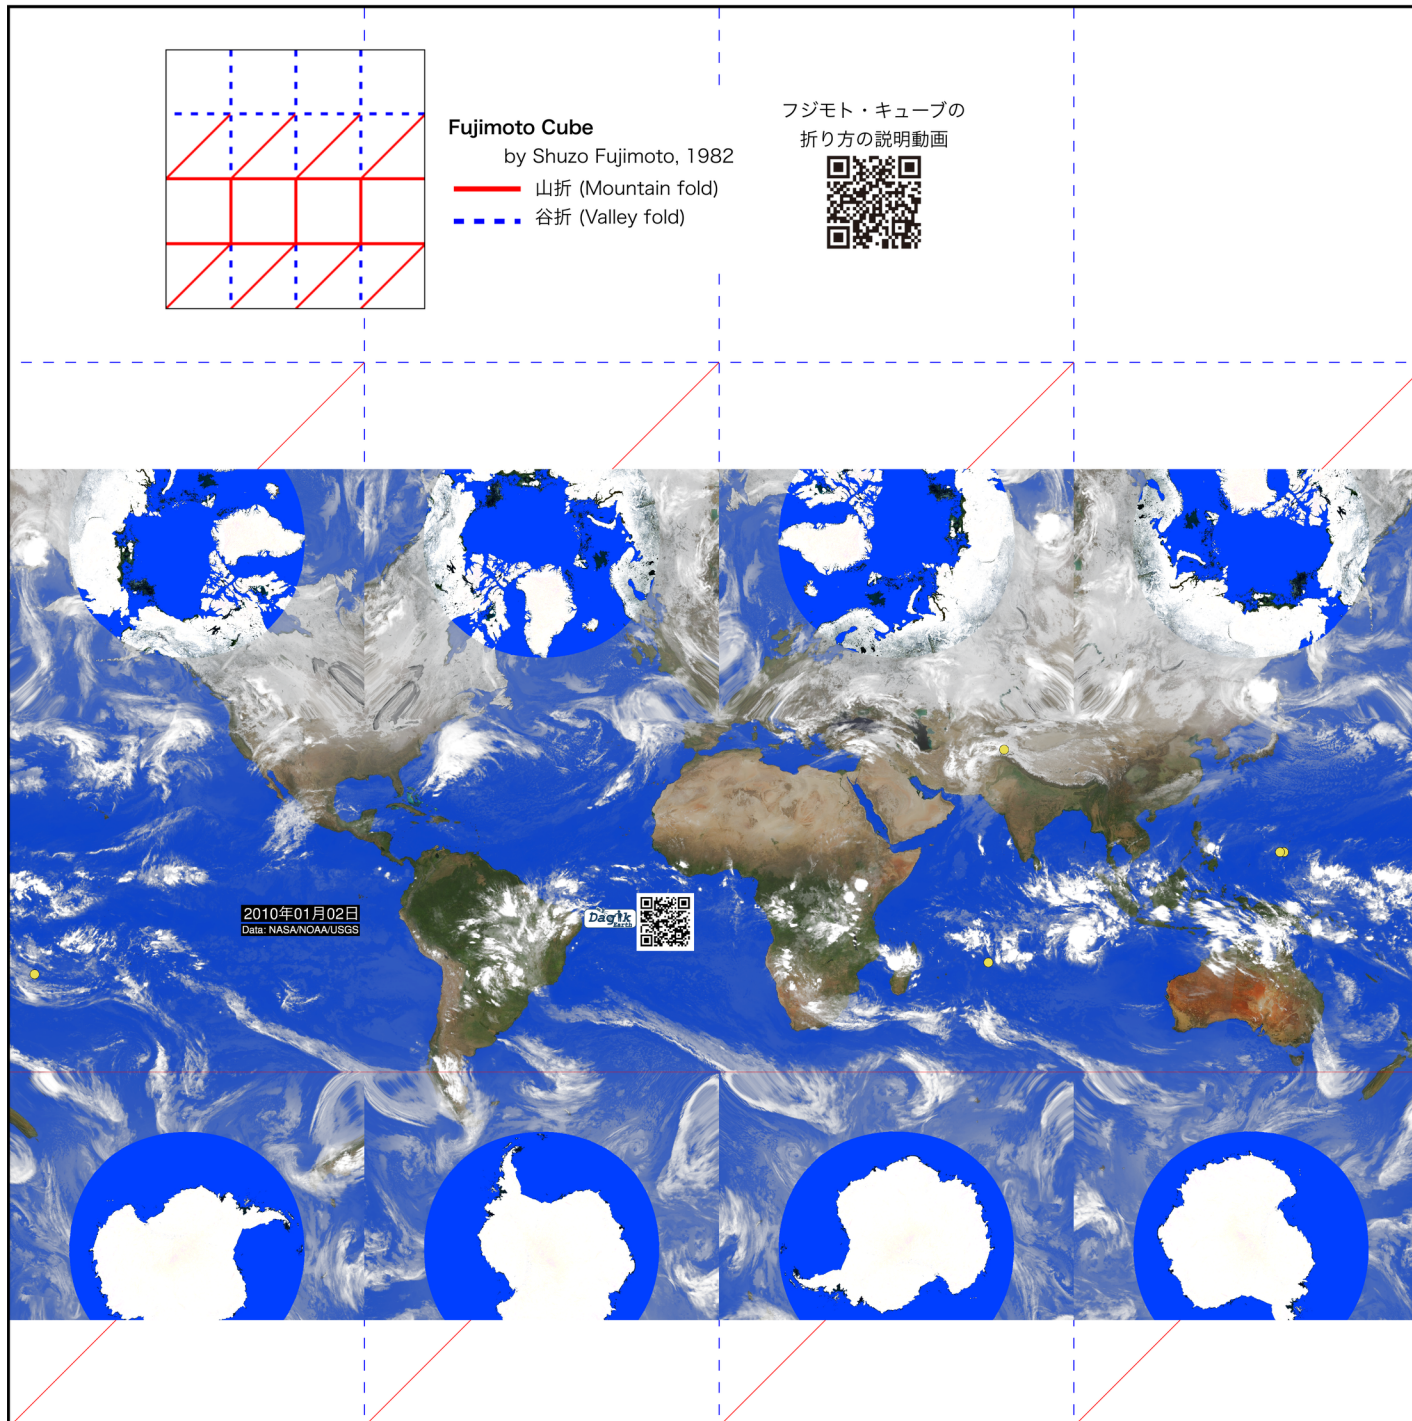 Fujimoto Cube
by Shuzo Fujimoto, 1982
山折 (Mountain fold)
谷折 (Valley fold)
フジモト・キューブの
折り方の説明動画
2010年01月02日
Data: NASA/NOAA/USGS
Dagik
Earth